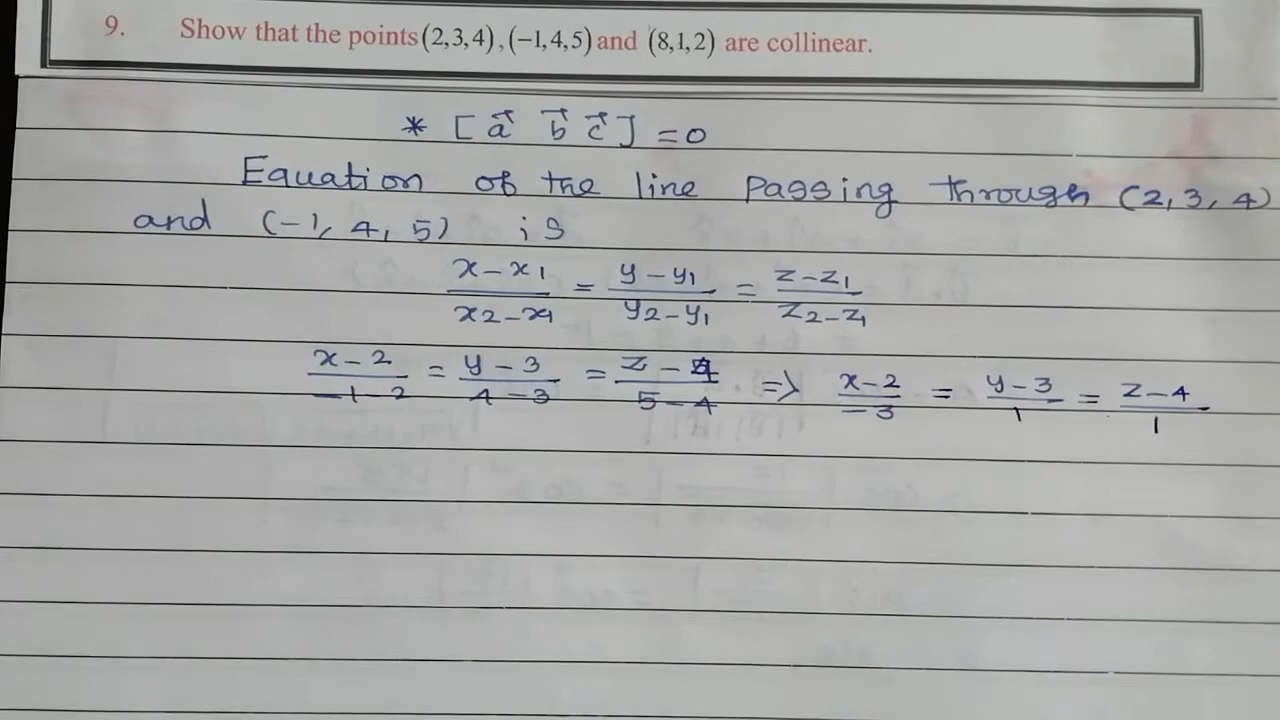 9. Show that the points (2,3,4), (−1,4,5) and (8,1,2) are collinear.
* [a⃗ b⃗ c⃗] = 0
Equation of the line passing through (2, 3, 4)
and (-1, 4, 5) is
x-x1/x2-x1 = y-y1/y2-y1 = z-z1/z2-z1
x-2/-1-2 = y-3/4-3 = z-4/5-4 => x-2/-3 = y-3/1 = z-4/1